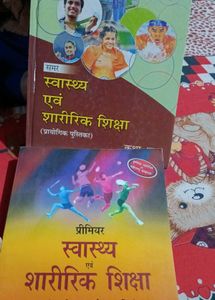 समर
स्वास्थ्य
एवं
शारीरिक शिक्षा
(प्रायोगिक पुस्तिका)
प्रीमियर
स्वास्थ्य
एवं
शारीरिक शिक्षा